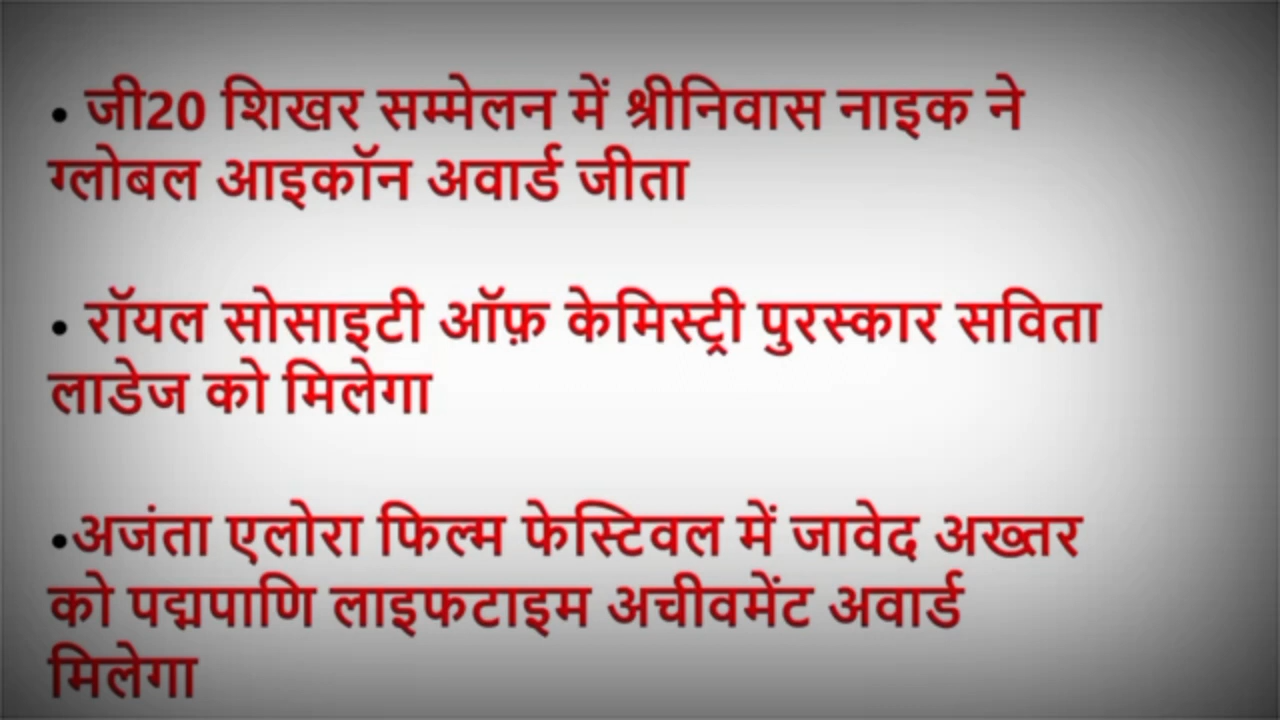 • जी20 शिखर सम्मेलन में श्रीनिवास नाइक ने
ग्लोबल आइकॉन अवार्ड जीता
• रॉयल सोसाइटी ऑफ़ केमिस्ट्री पुरस्कार सविता
लाडेज को मिलेगा
•अजंता एलोरा फिल्म फेस्टिवल में जावेद अख्तर
को पद्मपाणि लाइफटाइम अचीवमेंट अवार्ड
मिलेगा